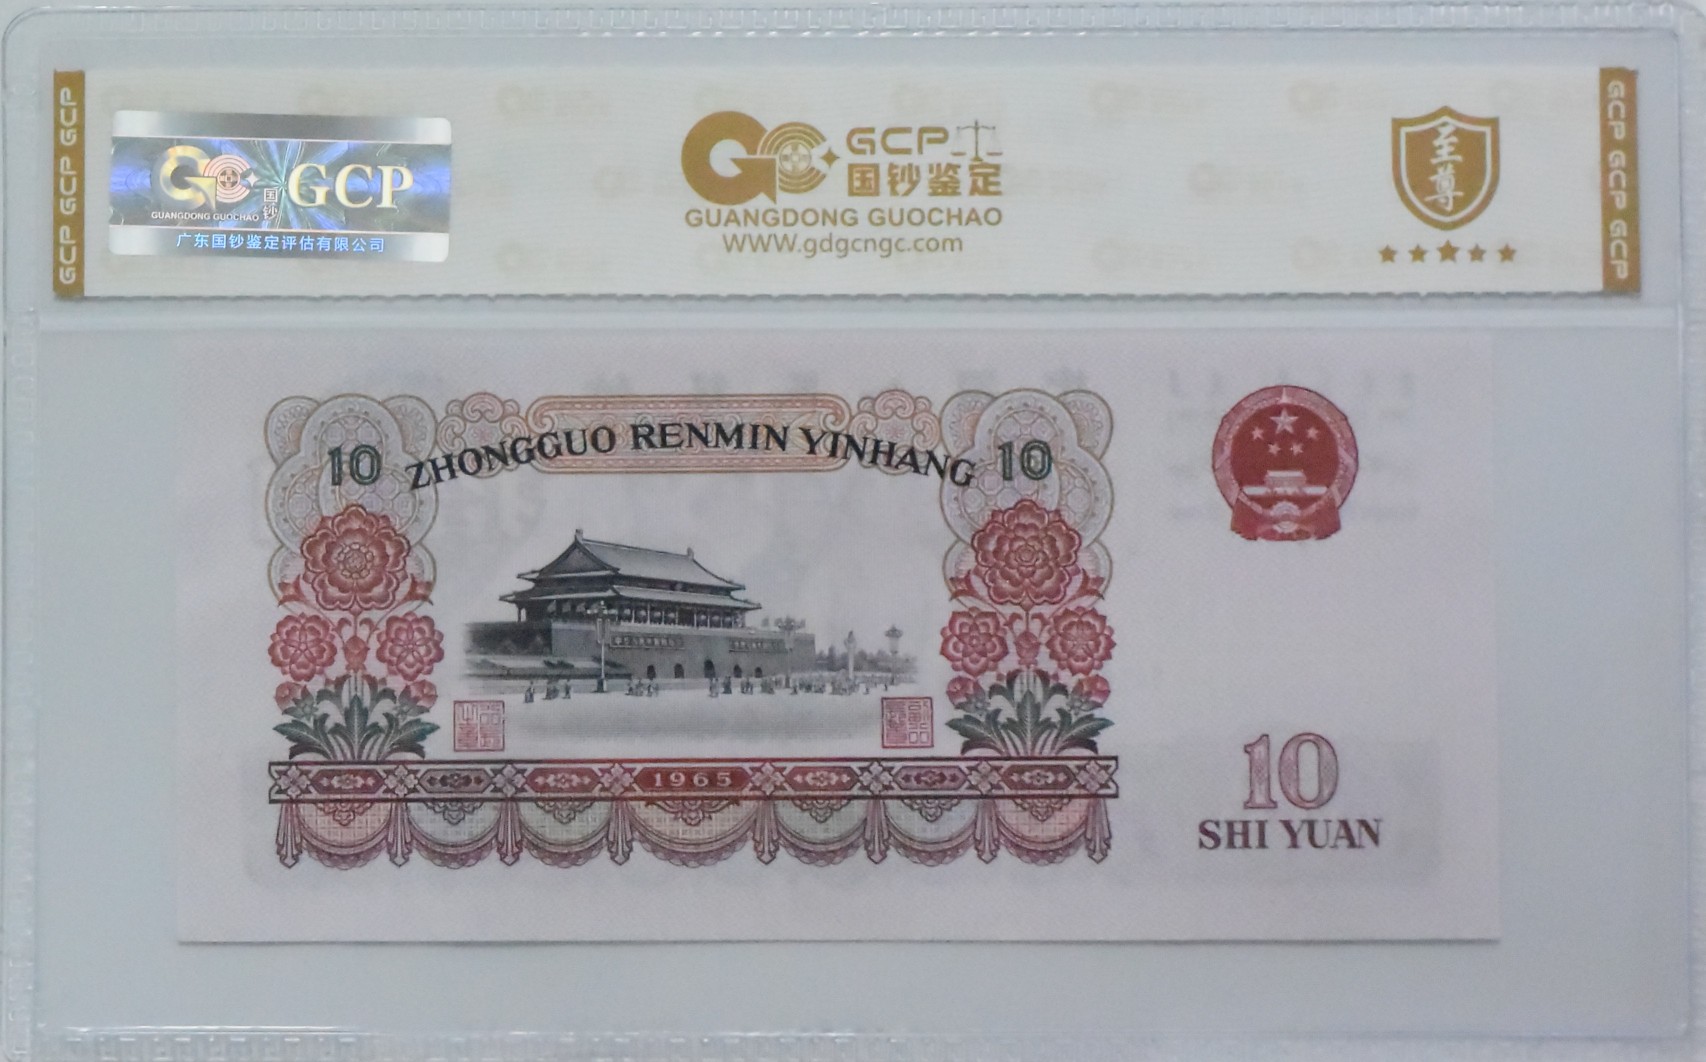 GCP GCP GCP
GCP
GUANGDONG GUOCHAO
国钞
广东国钞鉴定评估有限公司
GCP
国钞鉴定
GUANGDONG GUOCHAO
WWW.gdgcngc.com
至尊
GCP GCP GCP
10 ZHONGGUO RENMIN YINHANG 10
1965
10
SHI YUAN